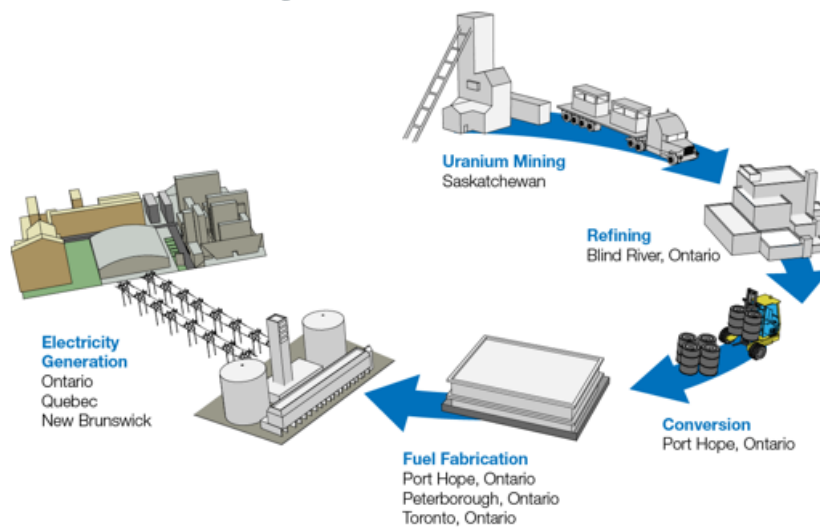 Uranium Mining
Saskatchewan
Refining
Blind River, Ontario
Conversion
Port Hope, Ontario
Fuel Fabrication
Port Hope, Ontario
Peterborough, Ontario
Toronto, Ontario
Electricity
Generation
Ontario
Quebec
New Brunswick